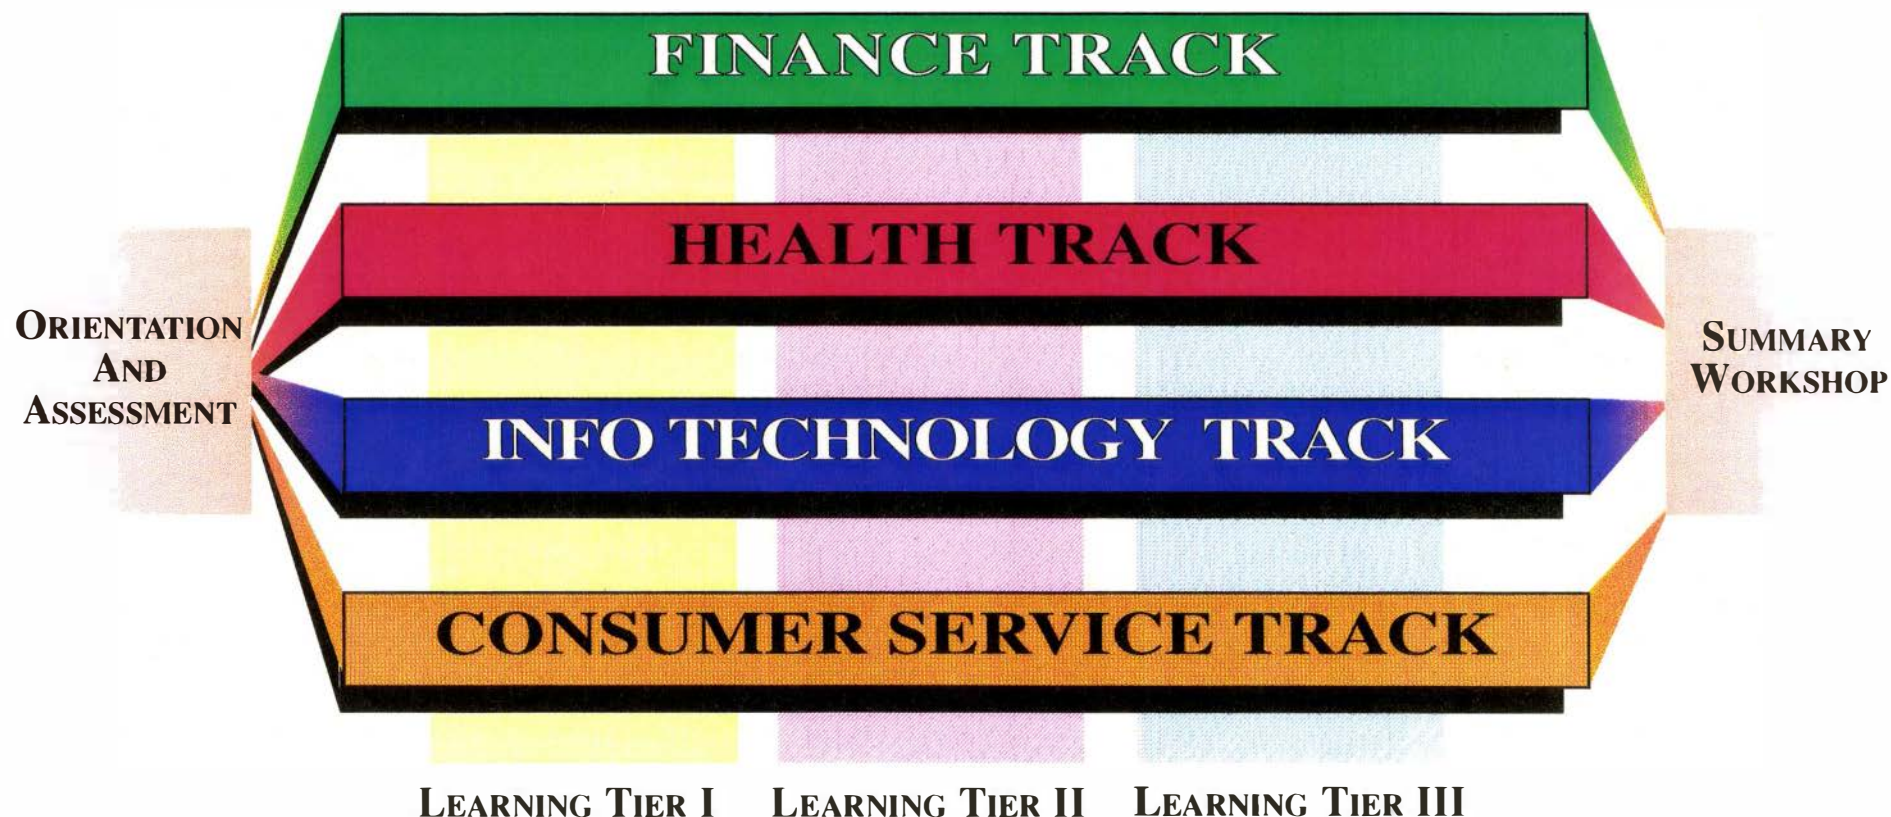 FINANCE TRACK
HEALTH TRACK
ORIENTATION
AND
ASSESSMENT
SUMMARY
WORKSHOP
INFO TECHNOLOGY TRACK
CONSUMER SERVICE TRACK
LEARNING TIER I
LEARNING TIER II
LEARNING TIER III